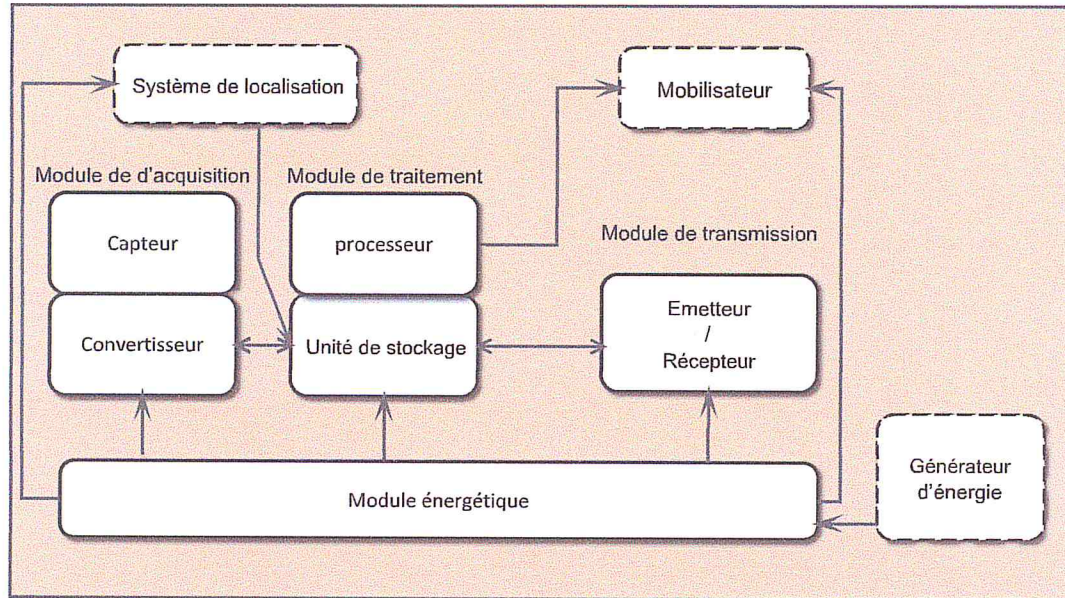 Système de localisation
Mobilisateur
Module de d'acquisition
Module de traitement
Capteur
processeur
Module de transmission
Convertisseur
Unité de stockage
Emetteur
/
Récepteur
Module énergétique
Générateur
d'énergie